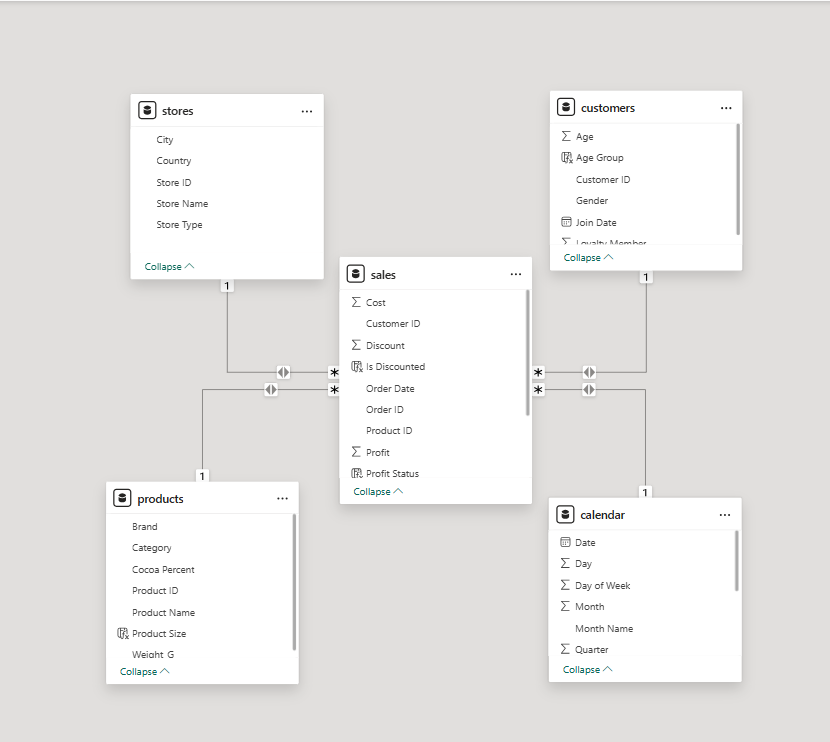 stores
City
Country
Store ID
Store Name
Store Type
Collapse
customers
Age
Age Group
Customer ID
Gender
Join Date
Loyalty Member
Collapse
1
1
sales
Cost
Customer ID
Discount
Is Discounted
Order Date
Order ID
Product ID
Profit
Profit Status
Collapse
1
1
products
Brand
Category
Cocoa Percent
Product ID
Product Name
Product Size
Weight G
Collapse
calendar
Date
Day
Day of Week
Month
Month Name
Quarter
Collapse